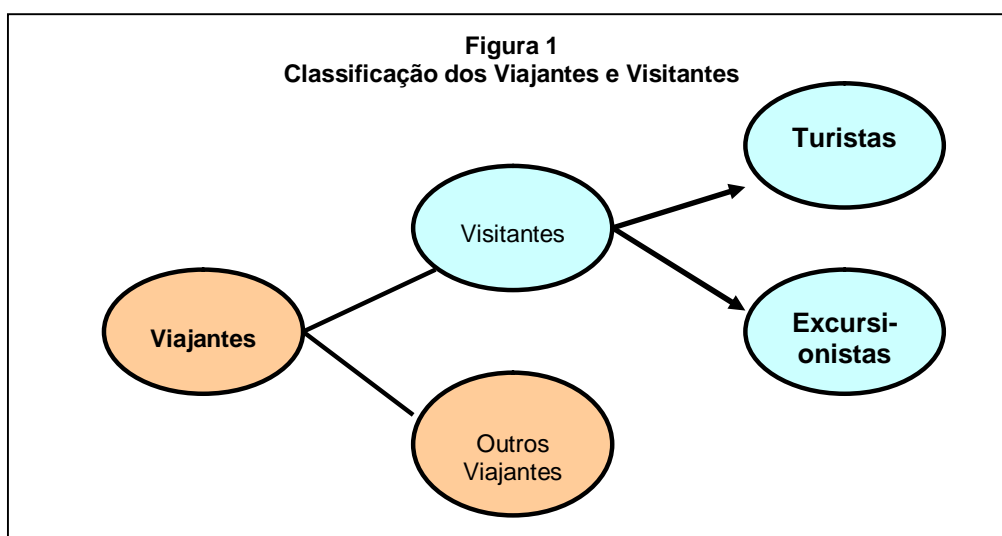 Figura 1
Classificação dos Viajantes e Visitantes
Turistas
Visitantes
Viajantes
Excursi-
onistas
Outros
Viajantes